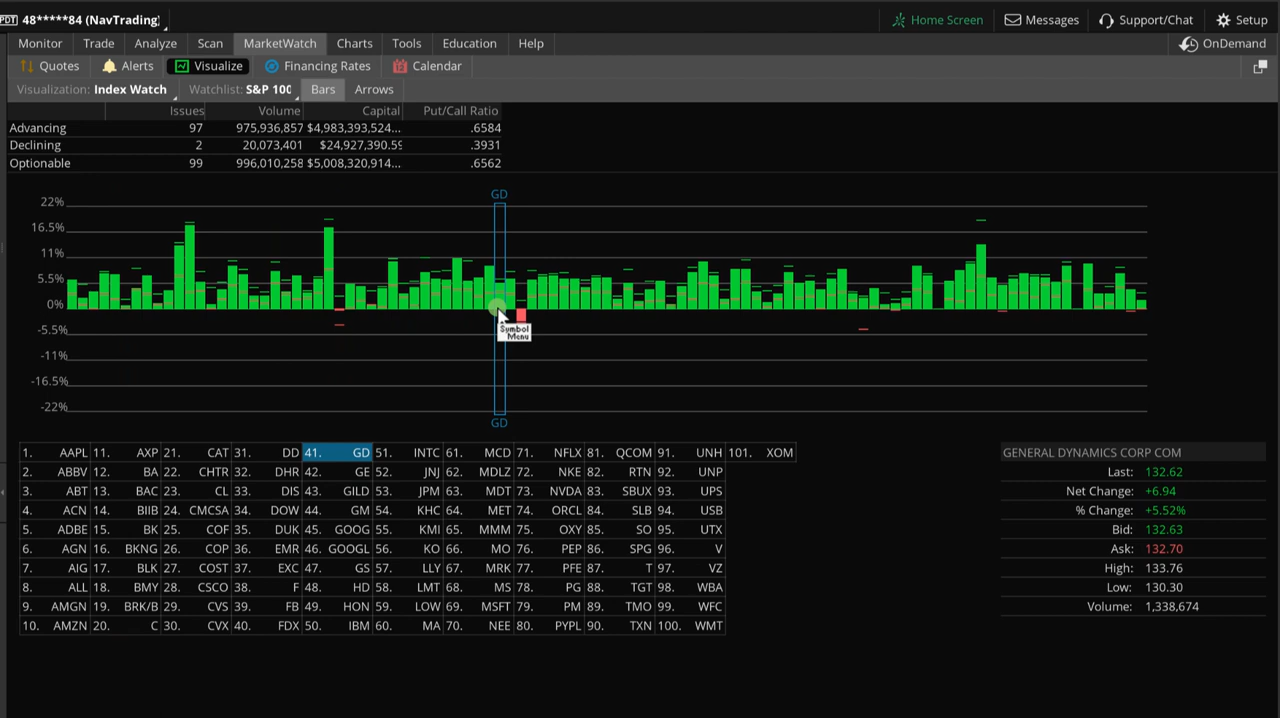 PDT 48*****84 (NavTrading) Home Screen Messages Support/Chat Setup
Monitor Trade Analyze Scan MarketWatch Charts Tools Education Help OnDemand
Quotes Alerts Visualize Financing Rates Calendar
Visualization: Index Watch Watchlist: S&P 100 Bars Arrows
Issues Volume Capital Put/Call Ratio
Advancing 97 975,936,857 $4,983,393,524... .6584
Declining 2 20,073,401 $24,927,390.59 .3931
Optionable 99 996,010,258 $5,008,320,914... .6562
GD
22%
16.5%
11%
5.5%
0%
-5.5%
-11%
-16.5%
-22%
Symbol
Menu
GD
1. AAPL 11. AXP 21. CAT 31. DD 41. GD 51. INTC 61. MCD 71. NFLX 81. QCOM 91. UNH 101. XOM
2. ABBV 12. BA 22. CHTR 32. DHR 42. GE 52. JNJ 62. MDLZ 72. NKE 82. RTN 92. UNP
3. ABT 13. BAC 23. CL 33. DIS 43. GILD 53. JPM 63. MDT 73. NVDA 83. SBUX 93. UPS
4. ACN 14. BIIB 24. CMCSA 34. DOW 44. GM 54. KHC 64. MET 74. ORCL 84. SLB 94. USB
5. ADBE 15. BK 25. COF 35. DUK 45. GOOG 55. KMI 65. MMM 75. OXY 85. SO 95. UTX
6. AGN 16. BKNG 26. COP 36. EMR 46. GOOGL 56. KO 66. MO 76. PEP 86. SPG 96. V
7. AIG 17. BLK 27. COST 37. EXC 47. GS 57. LLY 67. MRK 77. PFE 87. T 97. VZ
8. ALL 18. BMY 28. CSCO 38. F 48. HD 58. LMT 68. MS 78. PG 88. TGT 98. WBA
9. AMGN 19. BRK/B 29. CVS 39. FB 49. HON 59. LOW 69. MSFT 79. PM 89. TMO 99. WFC
10. AMZN 20. C 30. CVX 40. FDX 50. IBM 60. MA 70. NEE 80. PYPL 90. TXN 100. WMT
GENERAL DYNAMICS CORP COM
Last: 132.62
Net Change: +6.94
% Change: +5.52%
Bid: 132.63
Ask: 132.70
High: 133.76
Low: 130.30
Volume: 1,338,674